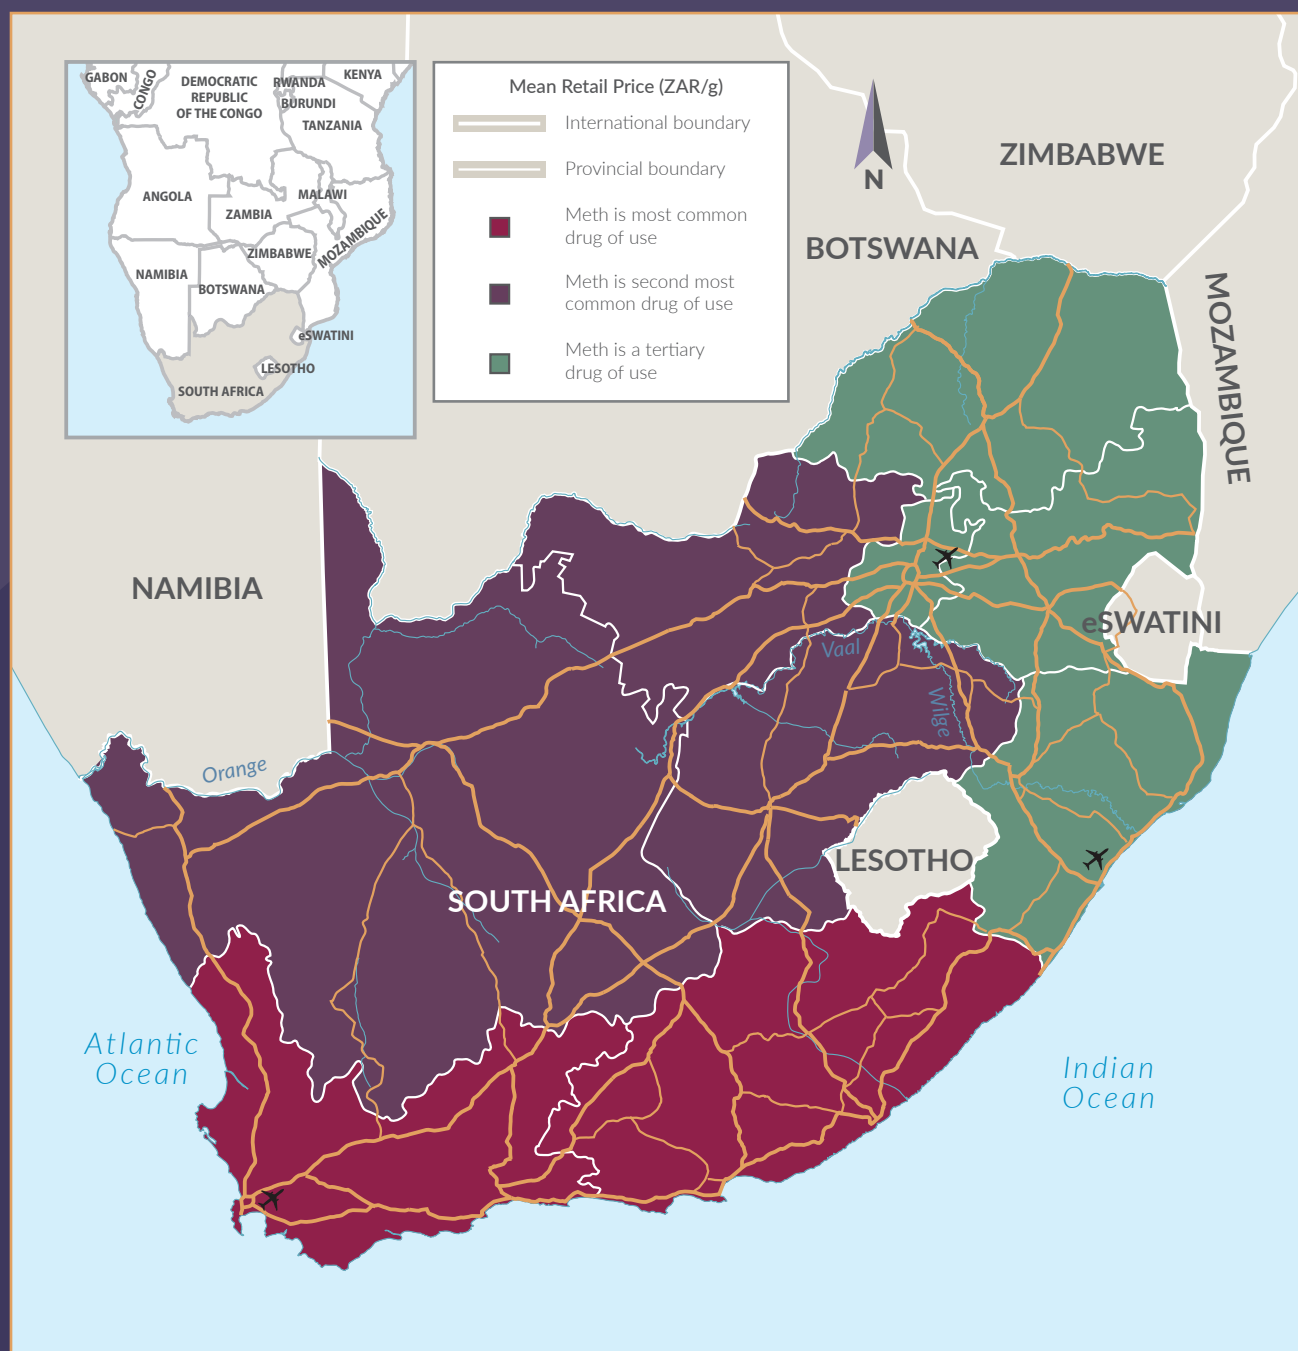 GABON
CONGO
DEMOCRATIC
REPUBLIC
OF THE CONGO
RWANDA
BURUNDI
KENYA
TANZANIA
ANGOLA
ZAMBIA
MALAWI
MOZAMBIQUE
ZIMBABWE
NAMIBIA
BOTSWANA
eSWATINI
LESOTHO
SOUTH AFRICA
Mean Retail Price (ZAR/g)
International boundary
Provincial boundary
Meth is most common
drug of use
Meth is second most
common drug of use
Meth is a tertiary
drug of use
N
ZIMBABWE
BOTSWANA
MOZAMBIQUE
NAMIBIA
eSWATINI
Vaal
Wilge
Orange
LESOTHO
SOUTH AFRICA
Atlantic
Ocean
Indian
Ocean